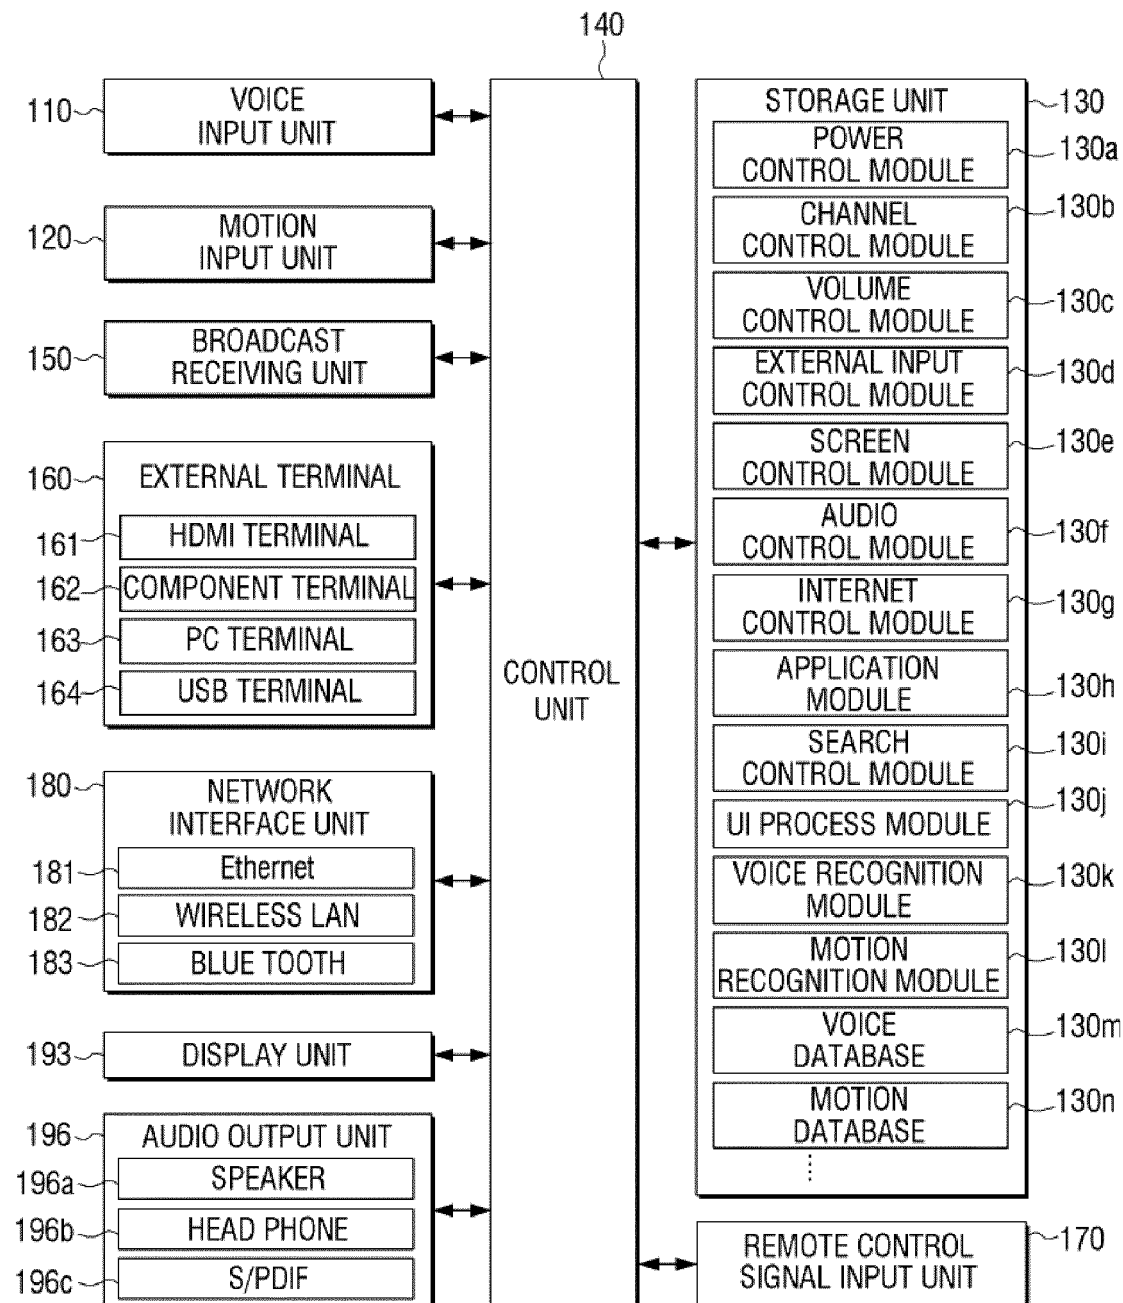 140
110
VOICE
INPUT UNIT
120
MOTION
INPUT UNIT
150
BROADCAST
RECEIVING UNIT
160
EXTERNAL TERMINAL
161
HDMI TERMINAL
162
COMPONENT TERMINAL
163
PC TERMINAL
164
USB TERMINAL
180
NETWORK
INTERFACE UNIT
181
Ethernet
182
WIRELESS LAN
183
BLUE TOOTH
193
DISPLAY UNIT
196
AUDIO OUTPUT UNIT
196a
SPEAKER
196b
HEAD PHONE
196c
S/PDIF
CONTROL
UNIT
STORAGE UNIT
130
POWER
CONTROL MODULE
130a
CHANNEL
CONTROL MODULE
130b
VOLUME
CONTROL MODULE
130c
EXTERNAL INPUT
CONTROL MODULE
130d
SCREEN
CONTROL MODULE
130e
AUDIO
CONTROL MODULE
130f
INTERNET
CONTROL MODULE
130g
APPLICATION
MODULE
130h
SEARCH
CONTROL MODULE
130i
UI PROCESS MODULE
130j
VOICE RECOGNITION
MODULE
130k
MOTION
RECOGNITION MODULE
130l
VOICE
DATABASE
130m
MOTION
DATABASE
130n
REMOTE CONTROL
SIGNAL INPUT UNIT
170